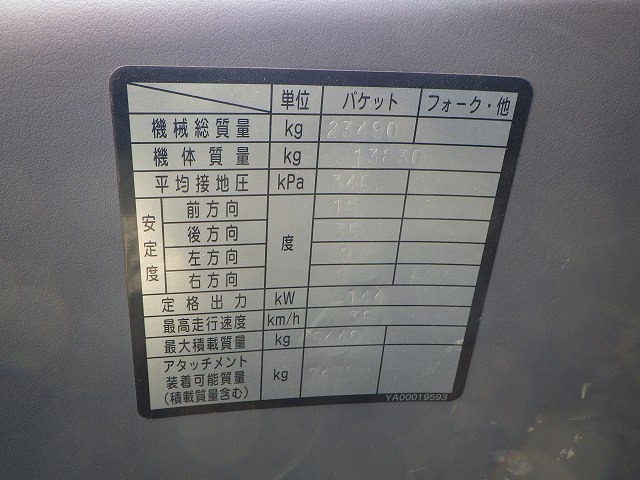 単位 バケット フォーク・他
機械総質量 kg 23490
機体質量 kg 13830
平均接地圧 kPa 340
安定度 前方向 度
後方向 35
左方向
右方向
定格出力 kW
最高走行速度 km/h
最大積載質量 kg
アタッチメント
装着可能質量 kg
(積載質量含む)
YA00019593